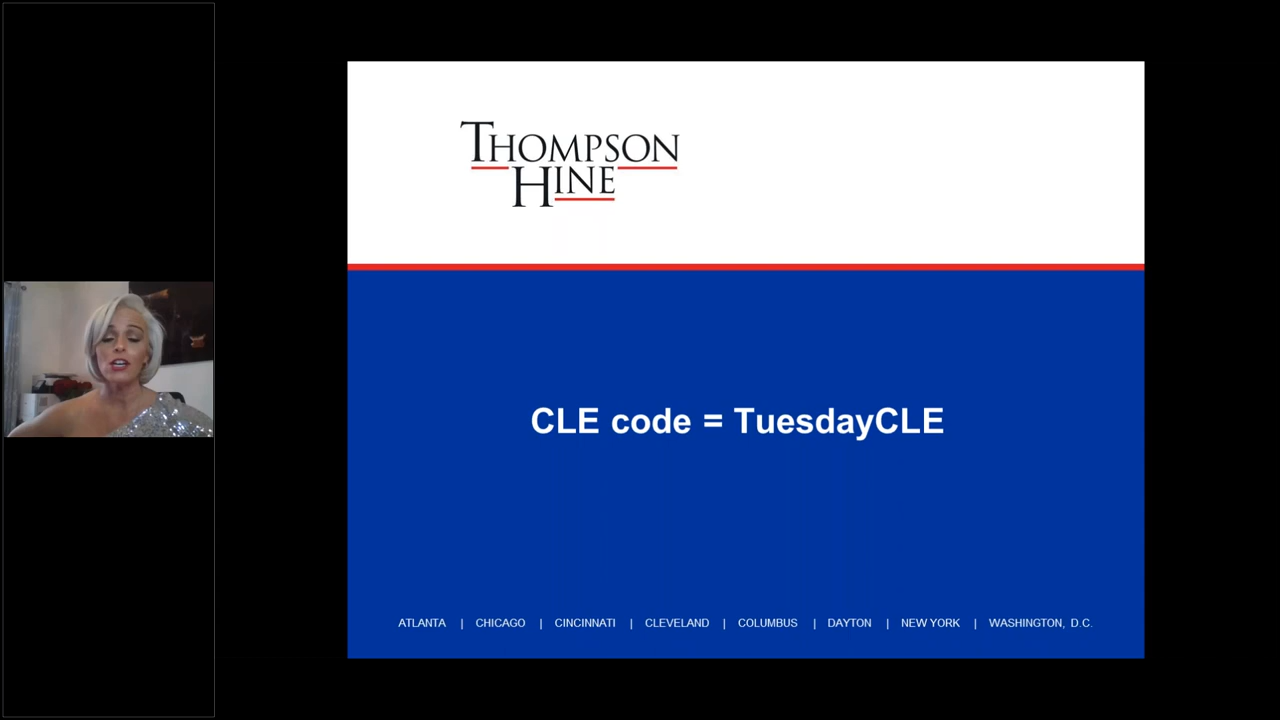 THOMPSON
HINE
CLE code = TuesdayCLE
ATLANTA | CHICAGO | CINCINNATI | CLEVELAND | COLUMBUS | DAYTON | NEW YORK | WASHINGTON, D.C.